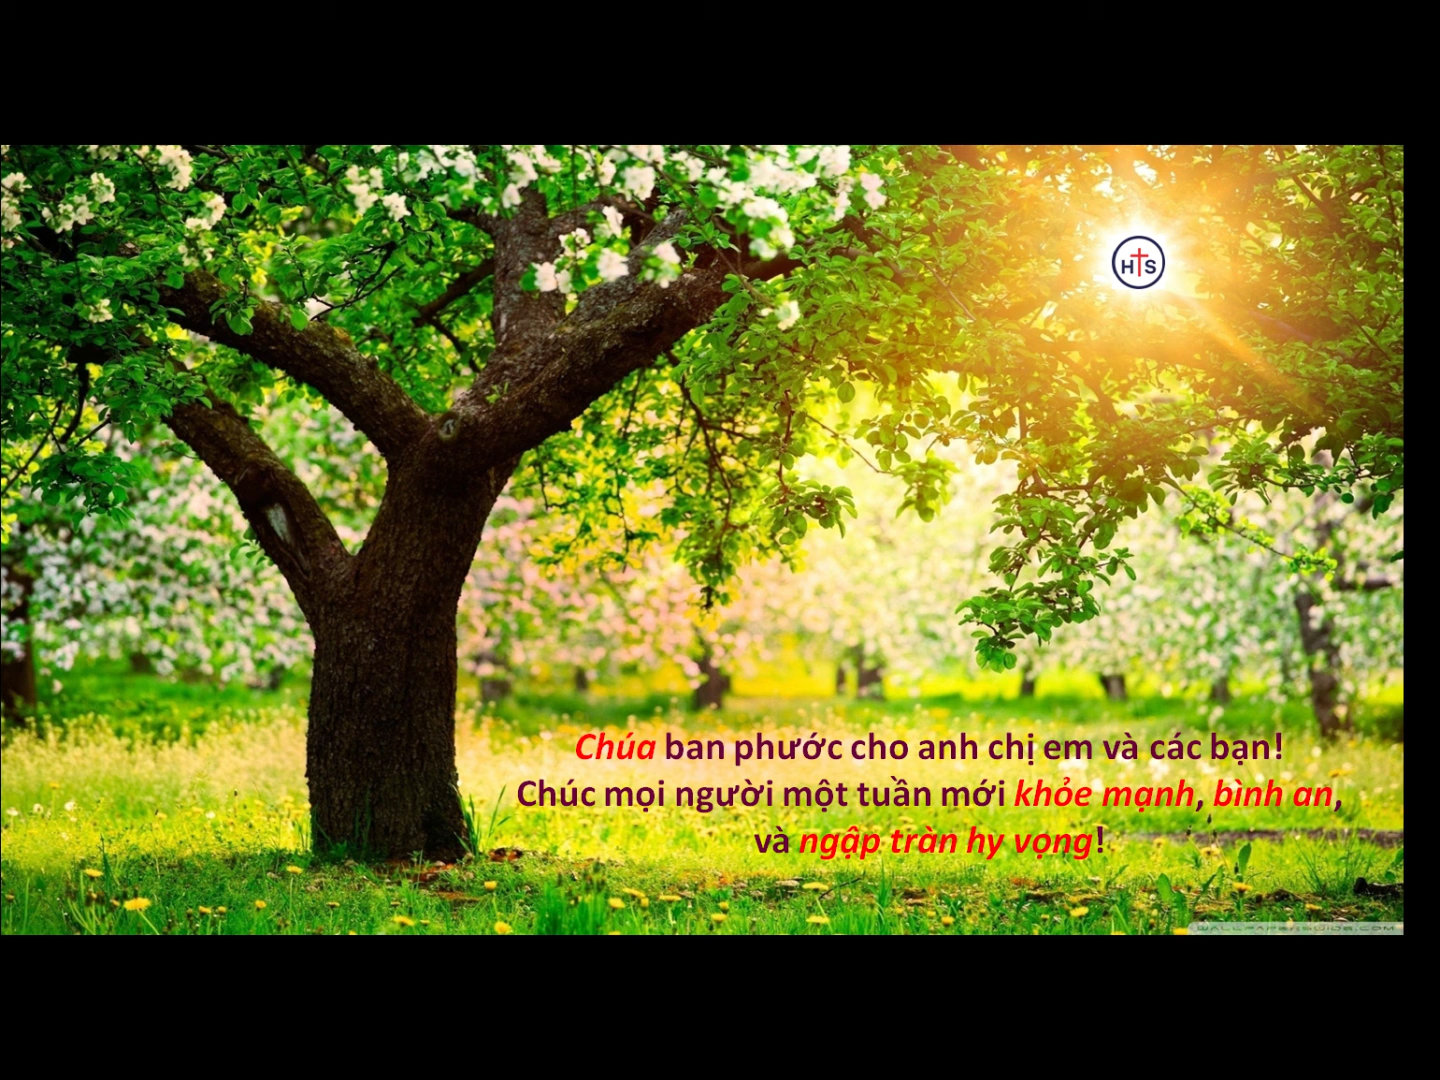 HTS
Chúa ban phước cho anh chị em và các bạn!
Chúc mọi người một tuần mới khỏe mạnh, bình an,
và ngập tràn hy vọng!